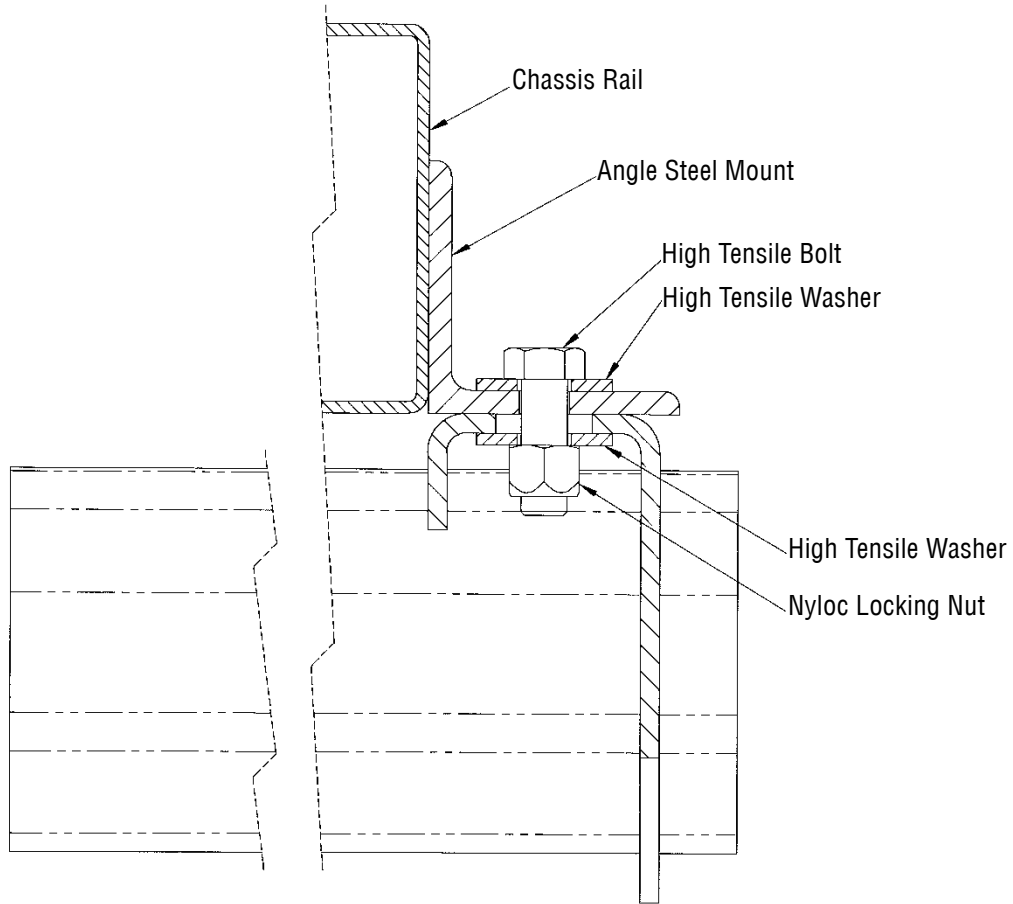 Chassis Rail
Angle Steel Mount
High Tensile Bolt
High Tensile Washer
High Tensile Washer
Nyloc Locking Nut